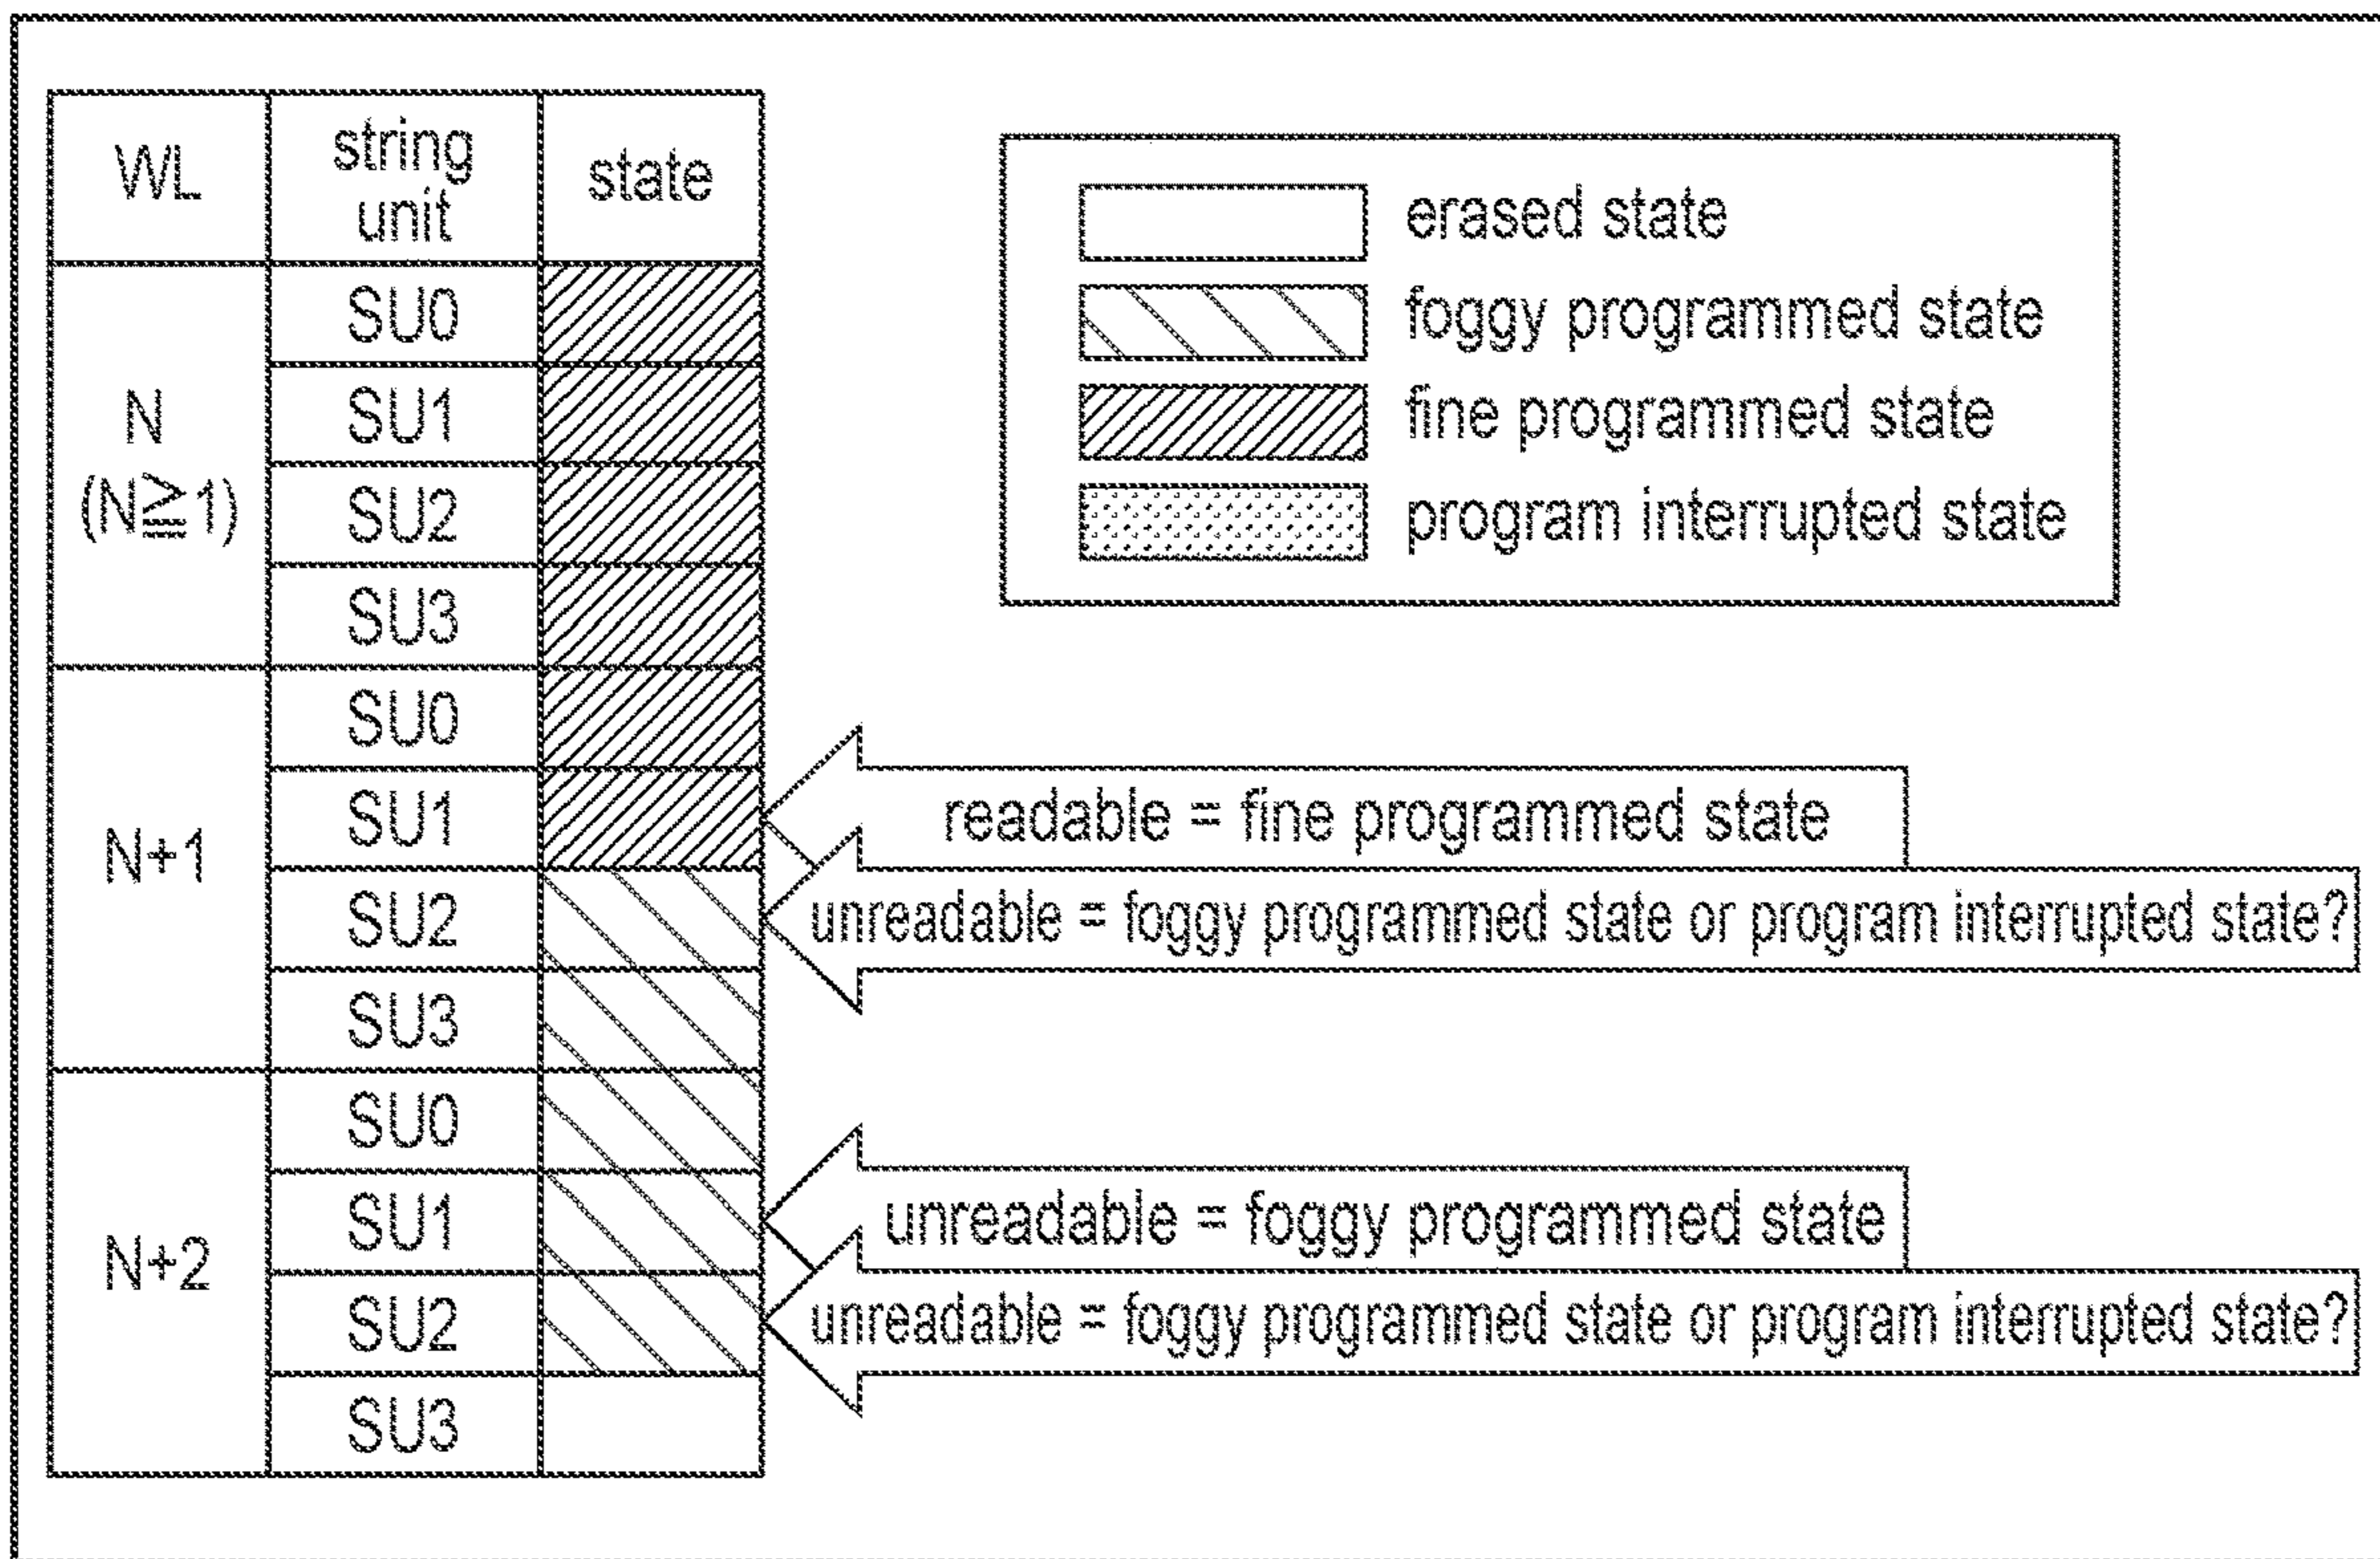 WL
string
unit
state
N
(N≧1)
SU0
SU1
SU2
SU3
N+1
SU0
SU1
SU2
SU3
N+2
SU0
SU1
SU2
SU3
erased state
foggy programmed state
fine programmed state
program interrupted state
readable = fine programmed state
unreadable = foggy programmed state or program interrupted state?
unreadable = foggy programmed state
unreadable = foggy programmed state or program interrupted state?